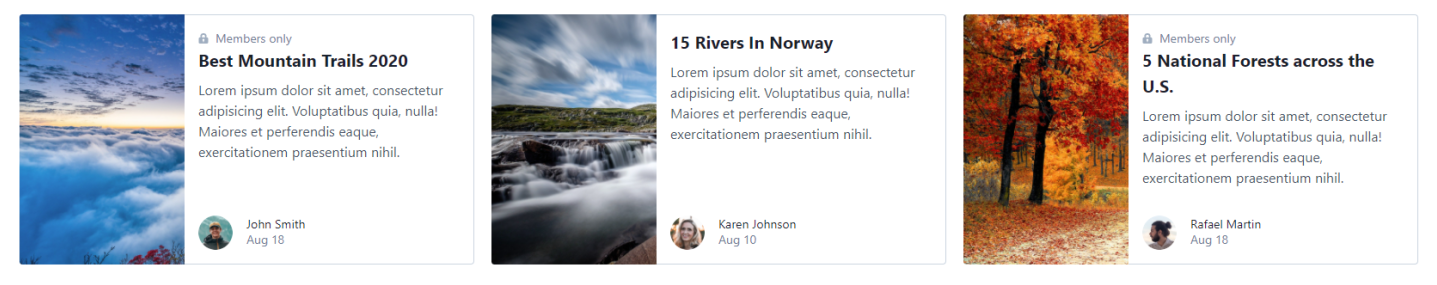 Members only
Best Mountain Trails 2020
Lorem ipsum dolor sit amet, consectetur
adipisicing elit. Voluptatibus quia, nulla!
Maiores et perferendis eaque,
exercitationem praesentium nihil.
John Smith
Aug 18
15 Rivers In Norway
Lorem ipsum dolor sit amet, consectetur
adipisicing elit. Voluptatibus quia, nulla!
Maiores et perferendis eaque,
exercitationem praesentium nihil.
Karen Johnson
Aug 10
Members only
5 National Forests across the
U.S.
Lorem ipsum dolor sit amet, consectetur
adipisicing elit. Voluptatibus quia, nulla!
Maiores et perferendis eaque,
exercitationem praesentium nihil.
Rafael Martin
Aug 18